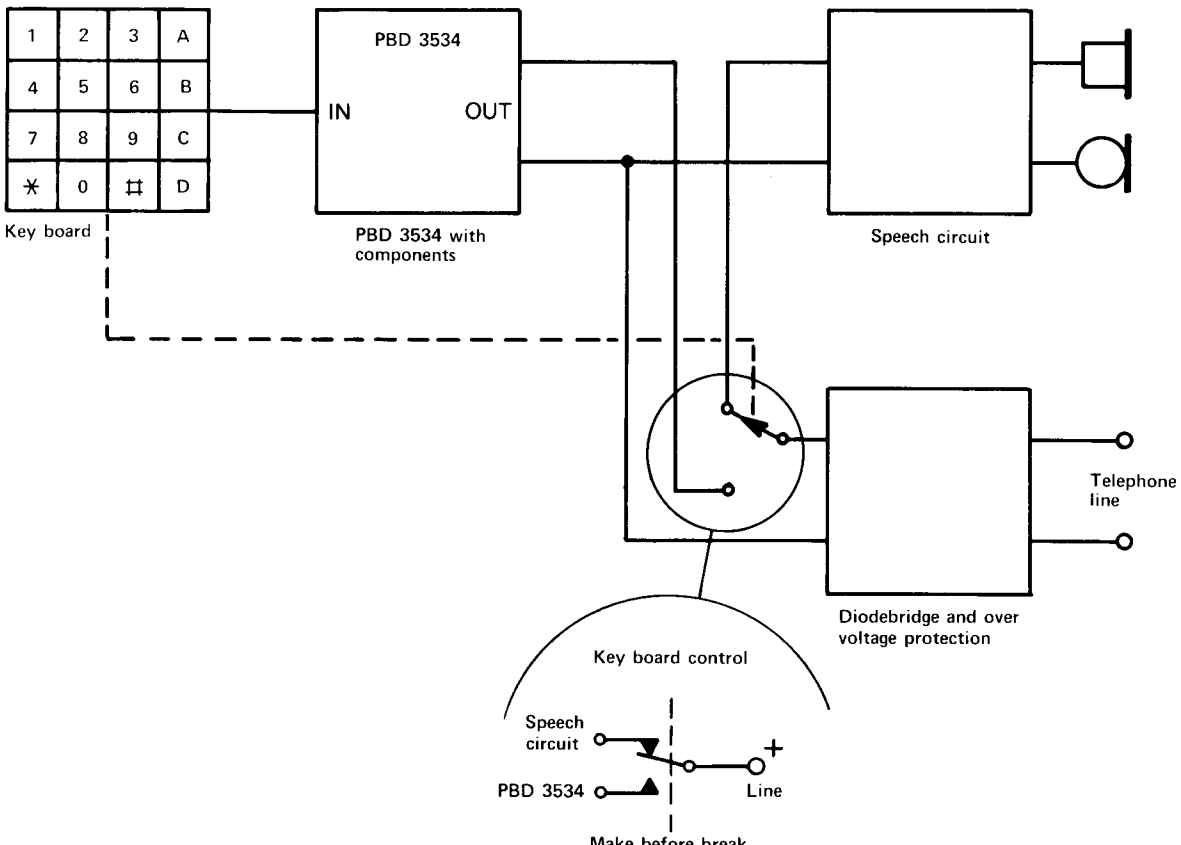 1 2 3 A
4 5 6 B
7 8 9 C
* 0 # D
Key board
PBD 3534
IN OUT
PBD 3534 with
components
Speech circuit
Telephone
line
Diodebridge and over
voltage protection
Key board control
Speech
circuit
PBD 3534
+
Line
Make before break